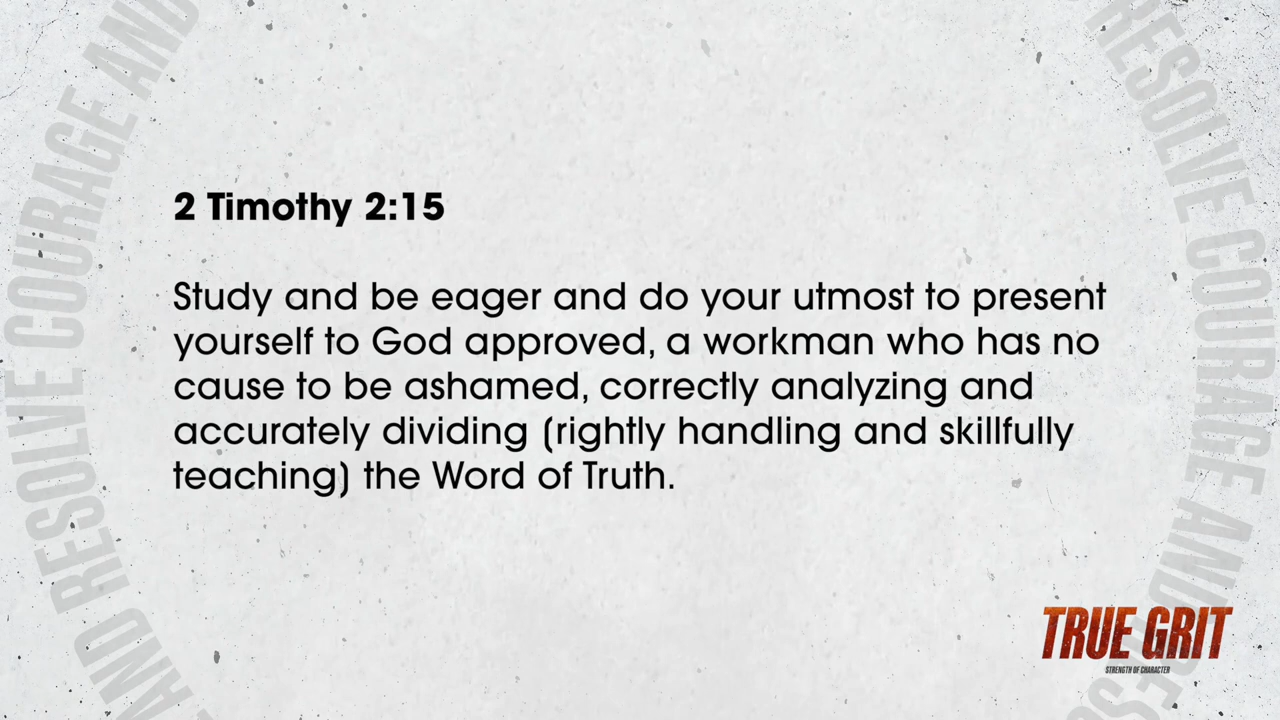 2 Timothy 2:15
Study and be eager and do your utmost to present
yourself to God approved, a workman who has no
cause to be ashamed, correctly analyzing and
accurately dividing (rightly handling and skillfully
teaching) the Word of Truth.
AND RESOLVE COURAGE AND
RESOLVE COURAGE AND RES
TRUE GRIT
STRENGTH OF CHARACTER